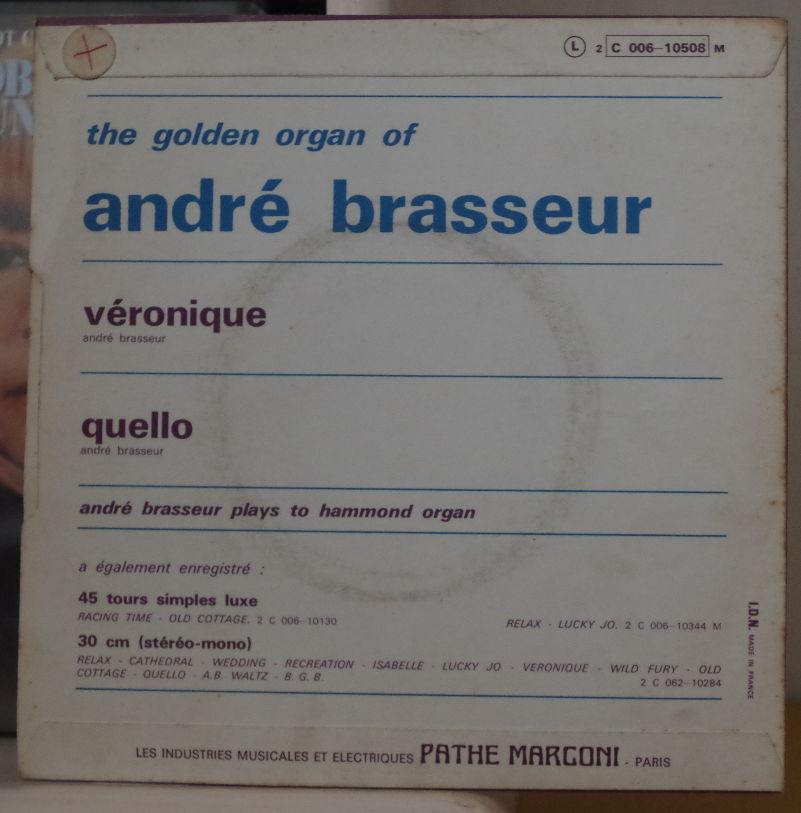 L 2 C 006-10508 M
the golden organ of
andré brasseur
véronique
andré brasseur
quello
andré brasseur
andré brasseur plays to hammond organ
a également enregistré :
45 tours simples luxe
RACING TIME - OLD COTTAGE. 2 C 006-10130
RELAX - LUCKY JO. 2 C 006-10344 M
30 cm (stéréo-mono)
RELAX - CATHEDRAL - WEDDING - RECREATION - ISABELLE - LUCKY JO - VERONIQUE - WILD FURY - OLD
COTTAGE - QUELLO - A.B. WALTZ - B. G. B. 2 C 062-10284
I.D.N. MADE IN FRANCE
LES INDUSTRIES MUSICALES ET ELECTRIQUES PATHE MARCONI - PARIS